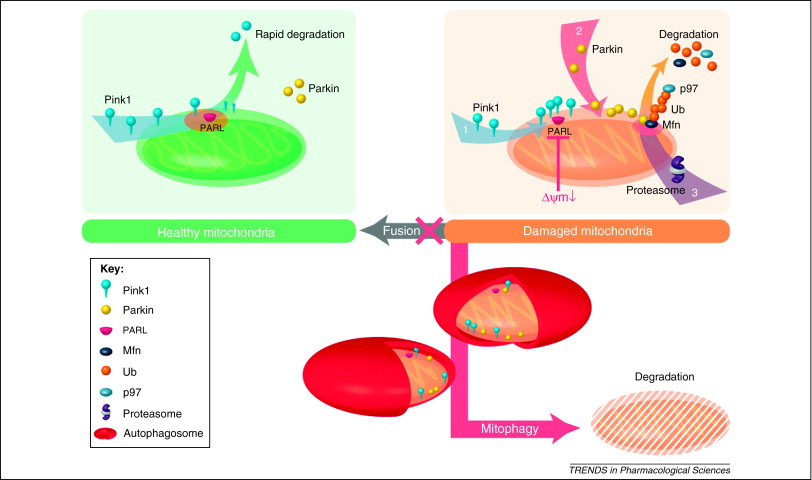 Rapid degradation
Parkin
Pink1
PARL
Healthy mitochondria
2
Parkin
Degradation
p97
Ub
Mfn
Pink1
1
PARL
Proteasome
3
Δψm↓
Fusion
Damaged mitochondria
Key:
Pink1
Parkin
PARL
Mfn
Ub
p97
Proteasome
Autophagosome
Mitophagy
Degradation
TRENDS in Pharmacological Sciences